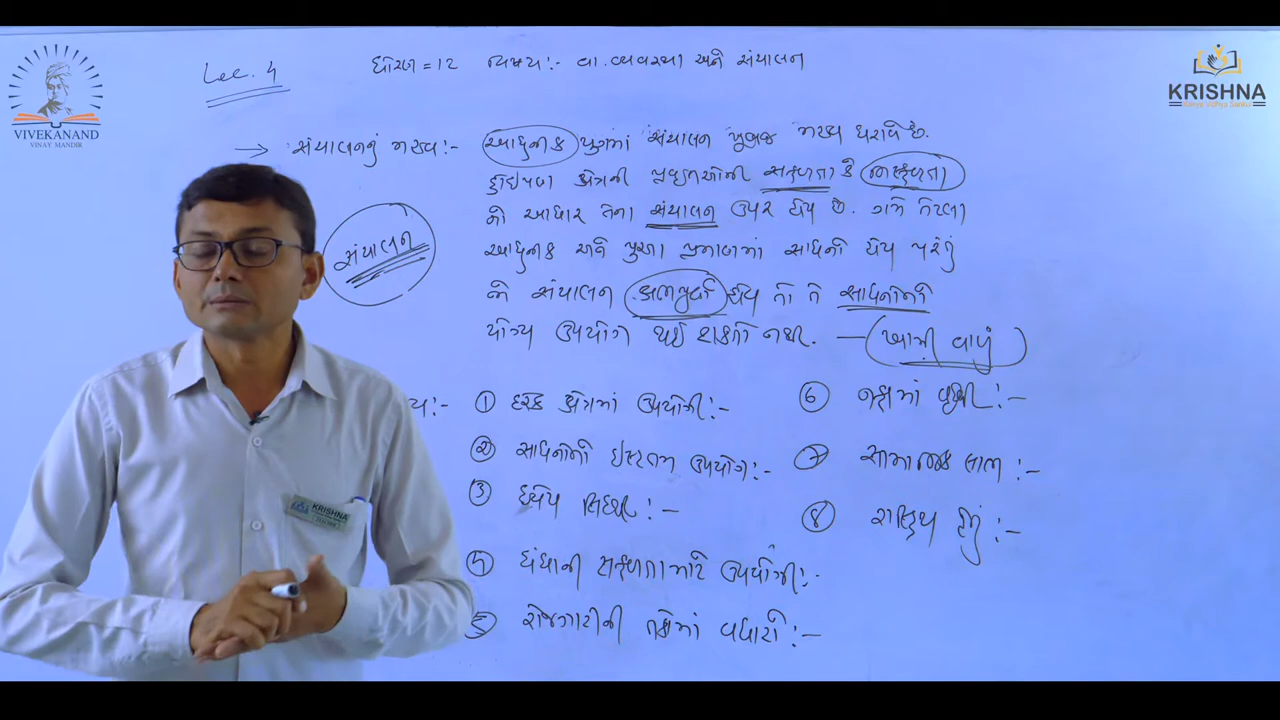 Lec. 4
ધોરણ = 12 વિષય :- વા. વ્યવસ્થા અને સંચાલન
VIVEKANAND
VINAY MANDIR
KRISHNA
→ સંચાલનનું મહત્વ :- આધુનિક યુગમાં સંચાલન ખુબજ મહત્વ ધરાવે છે.
કોઈપણ ક્ષેત્રની પ્રવૃત્તિઓની સફળતા કે નિષ્ફળતા
નો આધાર તેના સંચાલન ઉપર હોય છે. ગમે તેટલા
આધુનિક અને પુરતા પ્રમાણમાં સાધનો હોય પરંતુ
જો સંચાલન હોય તો તે સાધનોનો
યોગ્ય ઉપયોગ થઈ શકતો નથી. — (ખામી વાળું)
સંચાલન
① દરેક ક્ષેત્રમાં ઉપયોગી :-
② સાધનોનો ઇષ્ટતમ ઉપયોગ :-
③ ધ્યેય સિધ્ધિ :-
4 ધંધાની સફળતા માટે ઉપયોગી :-
5 રોજગારીની તકોમાં વધારો :-
⑥ નફામાં વૃધ્ધિ :-
7 સામાજિક લાભ :-
⑧ રાષ્ટ્રિય હેતું :-
KRISHNA